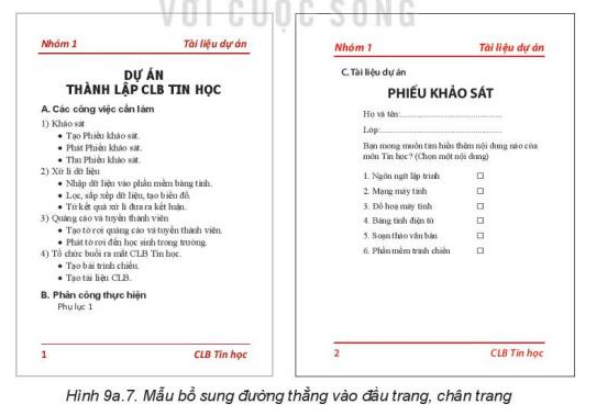 VỚI CUỘC SỐNG
Nhóm 1 Tài liệu dự án
DỰ ÁN
THÀNH LẬP CLB TIN HỌC
A. Các công việc cần làm
1) Khảo sát
• Tạo Phiếu khảo sát.
• Phát Phiếu khảo sát.
• Thu Phiếu khảo sát.
2) Xử lí dữ liệu
• Nhập dữ liệu vào phần mềm bảng tính.
• Lọc, sắp xếp dữ liệu, tạo biểu đồ.
• Từ kết quả xử lí đưa ra kết luận.
3) Quảng cáo và tuyển thành viên
• Tạo tờ rơi quảng cáo và tuyển thành viên.
• Phát tờ rơi đến học sinh trong trường.
4) Tổ chức buổi ra mắt CLB Tin học.
• Tạo bài trình chiếu.
• Tạo tài liệu CLB.
B. Phân công thực hiện
Phụ lục 1
1 CLB Tin học
Nhóm 1 Tài liệu dự án
C. Tài liệu dự án
PHIẾU KHẢO SÁT
Họ và tên:
Lớp:
Bạn mong muốn tìm hiểu thêm nội dung nào của
môn Tin học? (Chọn một nội dung)
1. Ngôn ngữ lập trình □
2. Mạng máy tính □
3. Đồ hoạ máy tính □
4. Bảng tính điện tử □
5. Soạn thảo văn bản □
6. Phần mềm trình chiếu □
2 CLB Tin học
Hình 9a.7. Mẫu bổ sung đường thẳng vào đầu trang, chân trang